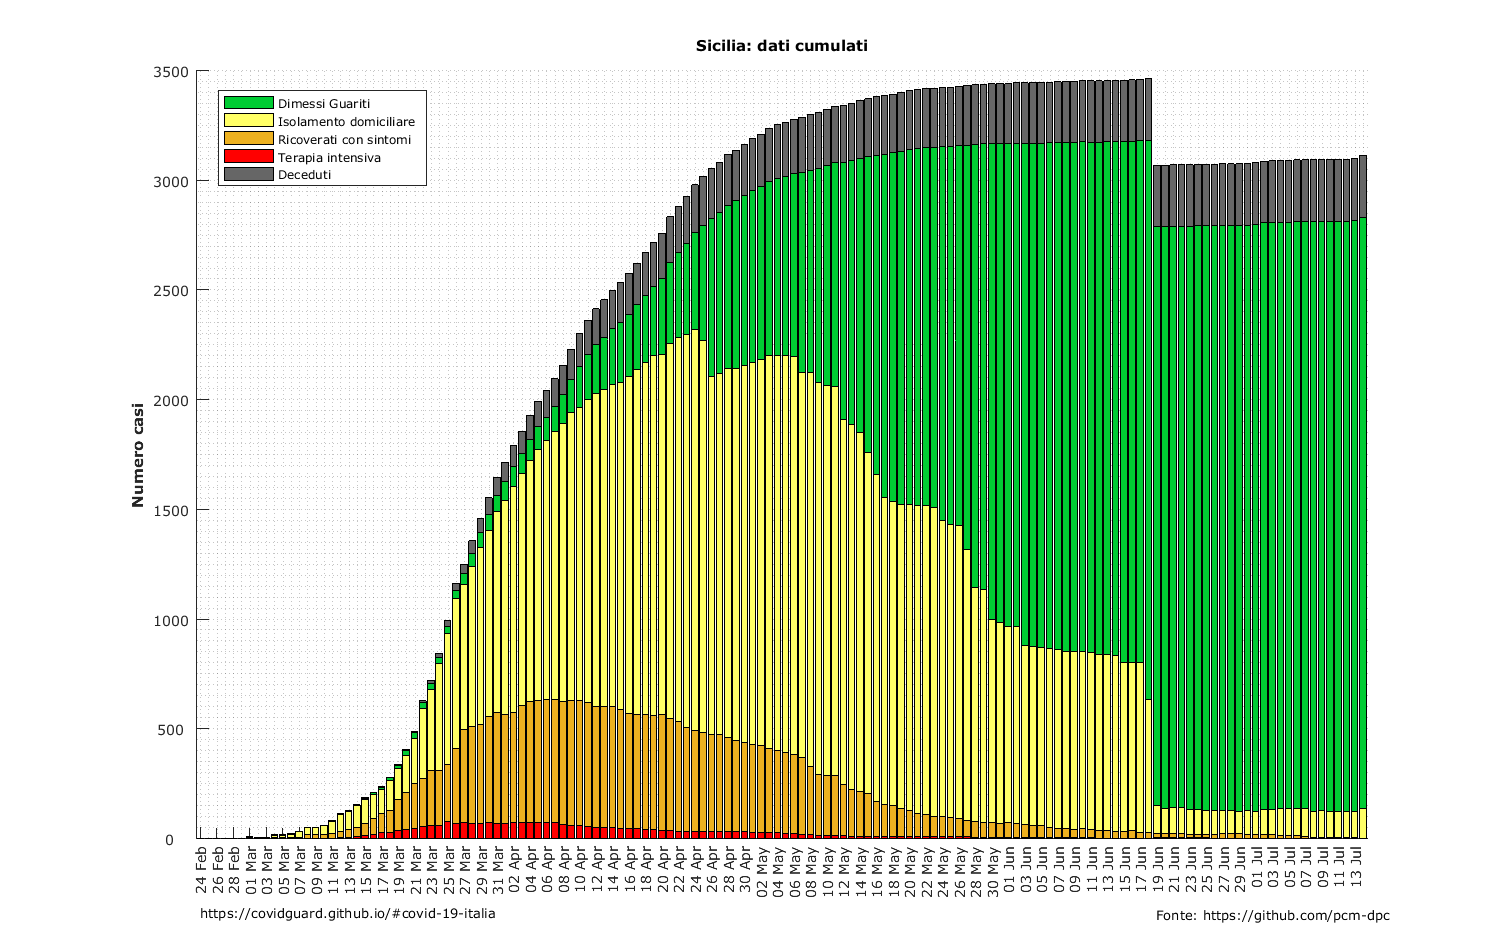 Sicilia: dati cumulati
3500
3000
2500
2000
1500
1000
500
0
Numero casi
Dimessi Guariti
Isolamento domiciliare
Ricoverati con sintomi
Terapia intensiva
Deceduti
24 Feb
26 Feb
28 Feb
01 Mar
03 Mar
05 Mar
07 Mar
09 Mar
11 Mar
13 Mar
15 Mar
17 Mar
19 Mar
21 Mar
23 Mar
25 Mar
27 Mar
29 Mar
31 Mar
02 Apr
04 Apr
06 Apr
08 Apr
10 Apr
12 Apr
14 Apr
16 Apr
18 Apr
20 Apr
22 Apr
24 Apr
26 Apr
28 Apr
30 Apr
02 May
04 May
06 May
08 May
10 May
12 May
14 May
16 May
18 May
20 May
22 May
24 May
26 May
28 May
30 May
01 Jun
03 Jun
05 Jun
07 Jun
09 Jun
11 Jun
13 Jun
15 Jun
17 Jun
19 Jun
21 Jun
23 Jun
25 Jun
27 Jun
29 Jun
01 Jul
03 Jul
05 Jul
07 Jul
09 Jul
11 Jul
13 Jul
https://covidguard.github.io/#covid-19-italia
Fonte: https://github.com/pcm-dpc